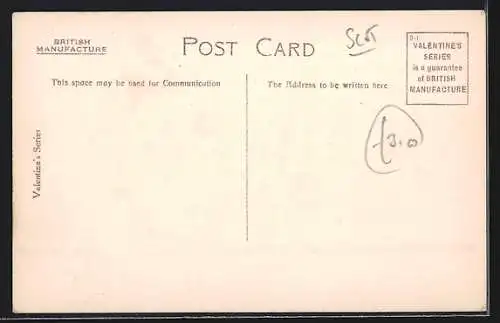 BRITISH
MANUFACTURE
POST CARD
This space may be used for Communication
The Address to be written here
VALENTINE'S
SERIES
is a guarantee
of BRITISH
MANUFACTURE
Valentine's Series